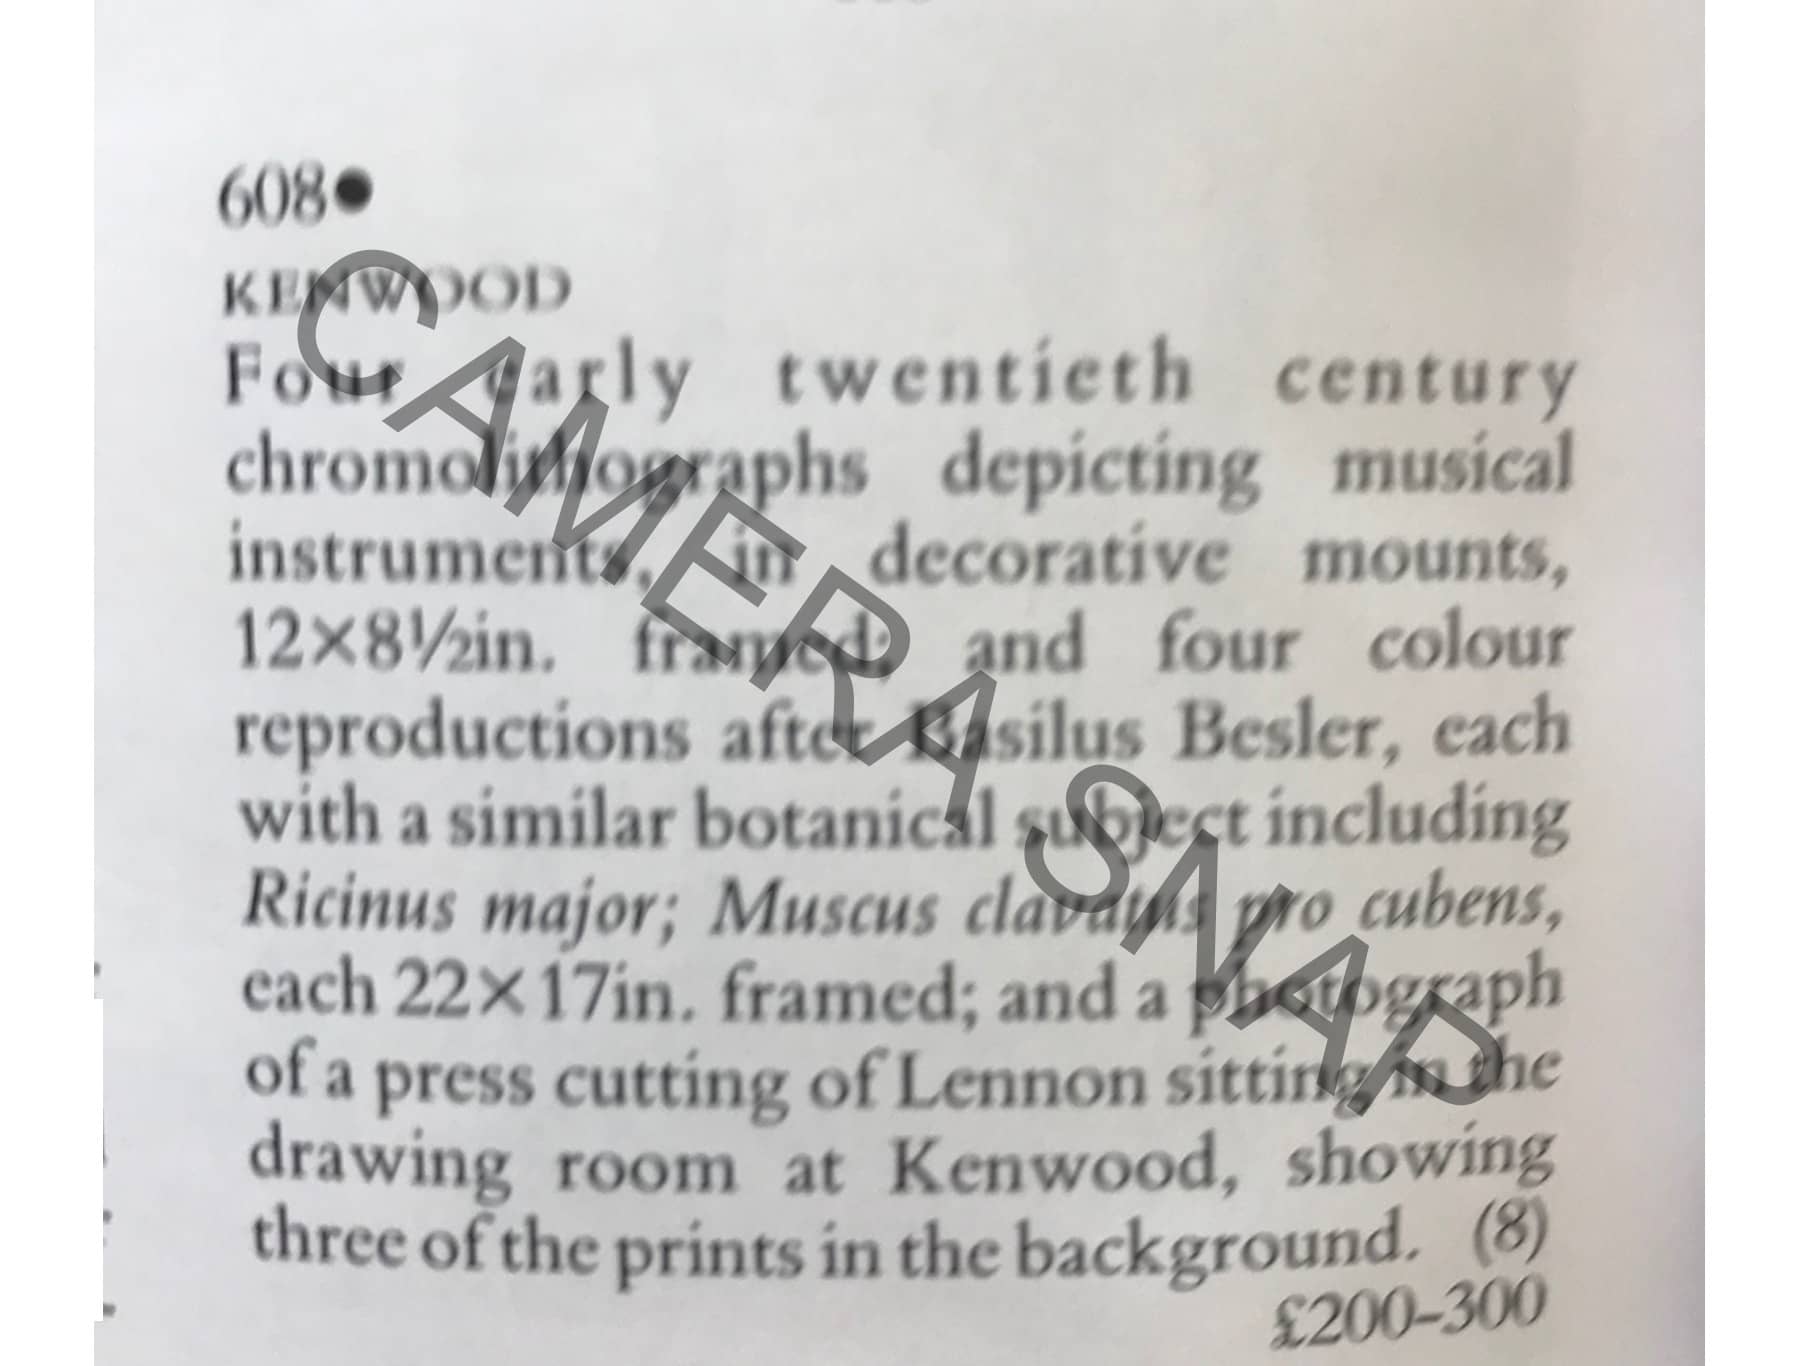 608●
KENWOOD
Four early twentieth century
chromolithographs depicting musical
instruments, in decorative mounts,
12×8½in. framed; and four colour
reproductions after Basilus Besler, each
with a similar botanical subject including
Ricinus major; Muscus clavatus pro cubens,
each 22×17in. framed; and a photograph
of a press cutting of Lennon sitting in the
drawing room at Kenwood, showing
three of the prints in the background. (8)
£200-300
CAMERA SNAP